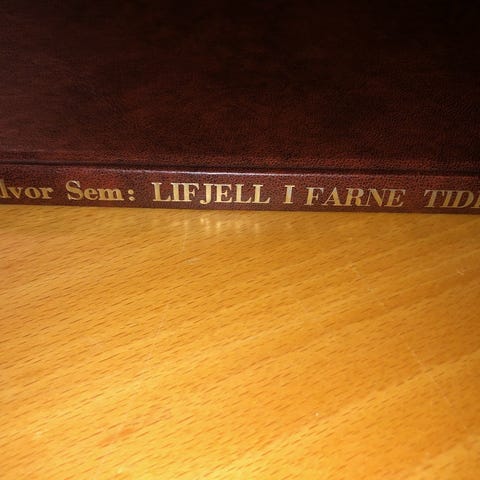 lvor Sem: LIFJELL I FARNE TID